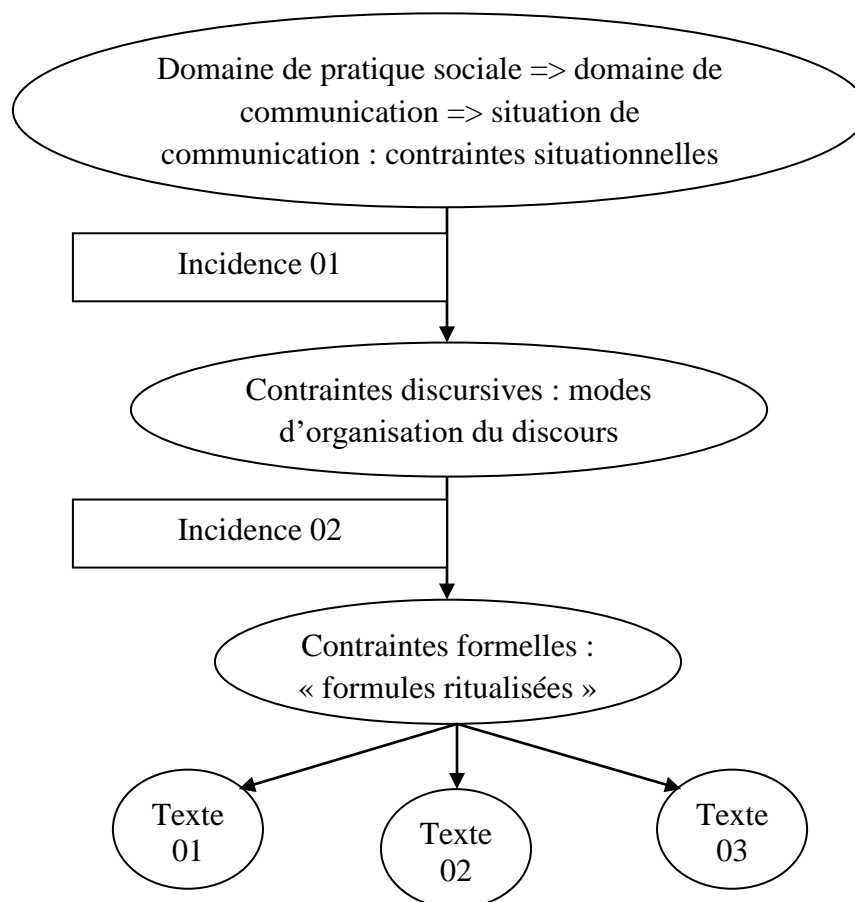 Domaine de pratique sociale => domaine de
communication => situation de
communication : contraintes situationnelles
Incidence 01
Contraintes discursives : modes
d’organisation du discours
Incidence 02
Contraintes formelles :
« formules ritualisées »
Texte
01
Texte
02
Texte
03